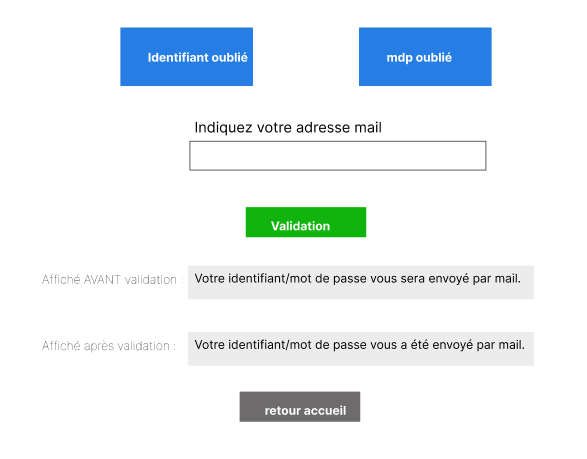 Identifiant oublié
mdp oublié
Indiquez votre adresse mail
Validation
Affiché AVANT validation :
Votre identifiant/mot de passe vous sera envoyé par mail.
Affiché après validation :
Votre identifiant/mot de passe vous a été envoyé par mail.
retour accueil